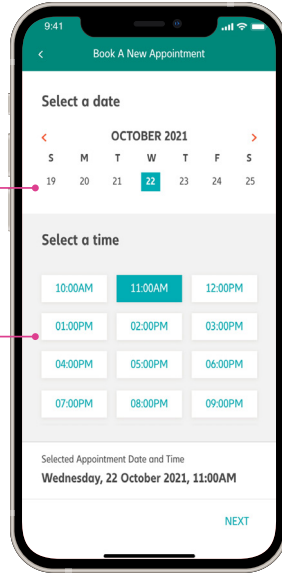 9:41
Book A New Appointment
Select a date
OCTOBER 2021
S M T W T F S
19 20 21 22 23 24 25
Select a time
10:00AM 11:00AM 12:00PM
01:00PM 02:00PM 03:00PM
04:00PM 05:00PM 06:00PM
07:00PM 08:00PM 09:00PM
Selected Appointment Date and Time
Wednesday, 22 October 2021, 11:00AM
NEXT